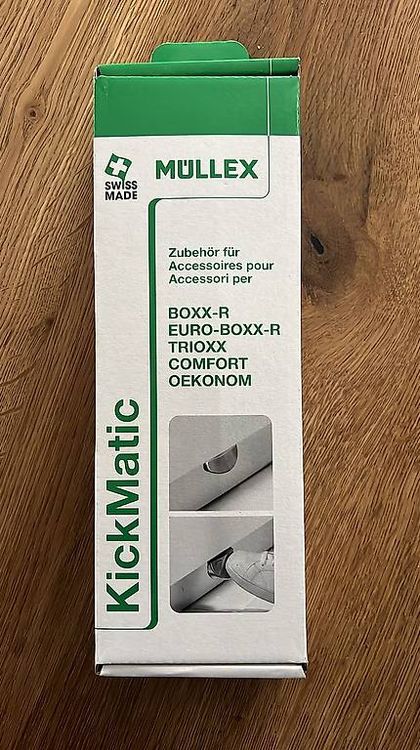 SWISS
MADE
MÜLLEX
Zubehör für
Accessoires pour
Accessori per
BOXX-R
EURO-BOXX-R
TRIOXX
COMFORT
OEKONOM
KickMatic